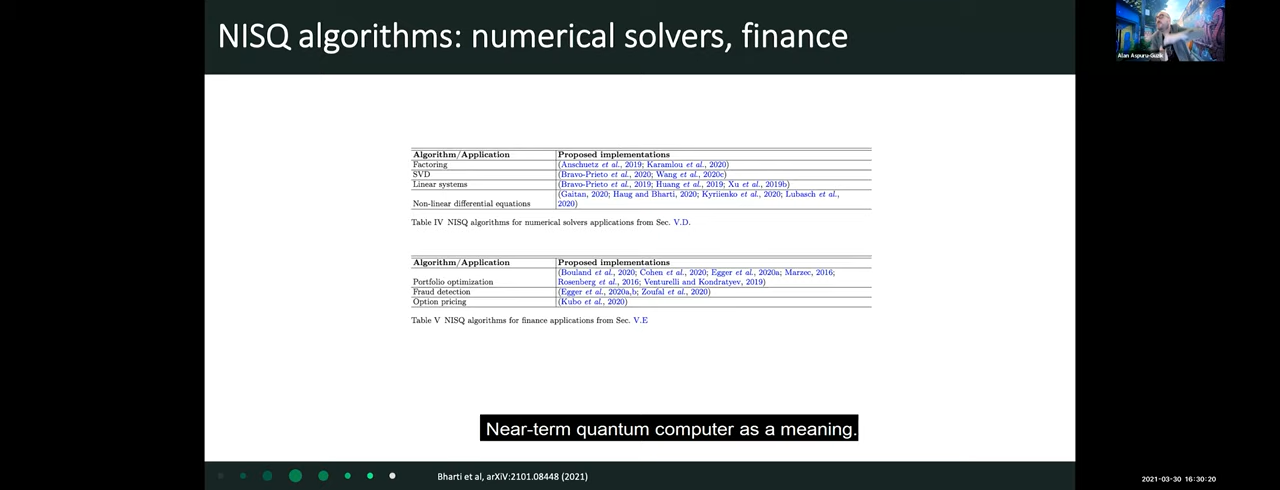 NISQ algorithms: numerical solvers, finance
Alan Aspuru-Guzik
Algorithm/Application Proposed implementations
Factoring (Anschuetz et al., 2019; Karamlou et al., 2020)
SVD (Bravo-Prieto et al., 2020; Wang et al., 2020c)
Linear systems (Bravo-Prieto et al., 2019; Huang et al., 2019; Xu et al., 2019b)
(Gaitan, 2020; Haug and Bharti, 2020; Kyriienko et al., 2020; Lubasch et al.,
Non-linear differential equations 2020)
Table IV NISQ algorithms for numerical solvers applications from Sec. V.D.
Algorithm/Application Proposed implementations
(Bouland et al., 2020; Cohen et al., 2020; Egger et al., 2020a; Marzec, 2016;
Portfolio optimization Rosenberg et al., 2016; Venturelli and Kondratyev, 2019)
Fraud detection (Egger et al., 2020a,b; Zoufal et al., 2020)
Option pricing (Kubo et al., 2020)
Table V NISQ algorithms for finance applications from Sec. V.E
Near-term quantum computer as a meaning.
Bharti et al, arXiV:2101.08448 (2021)
2021-03-30 16:30:20